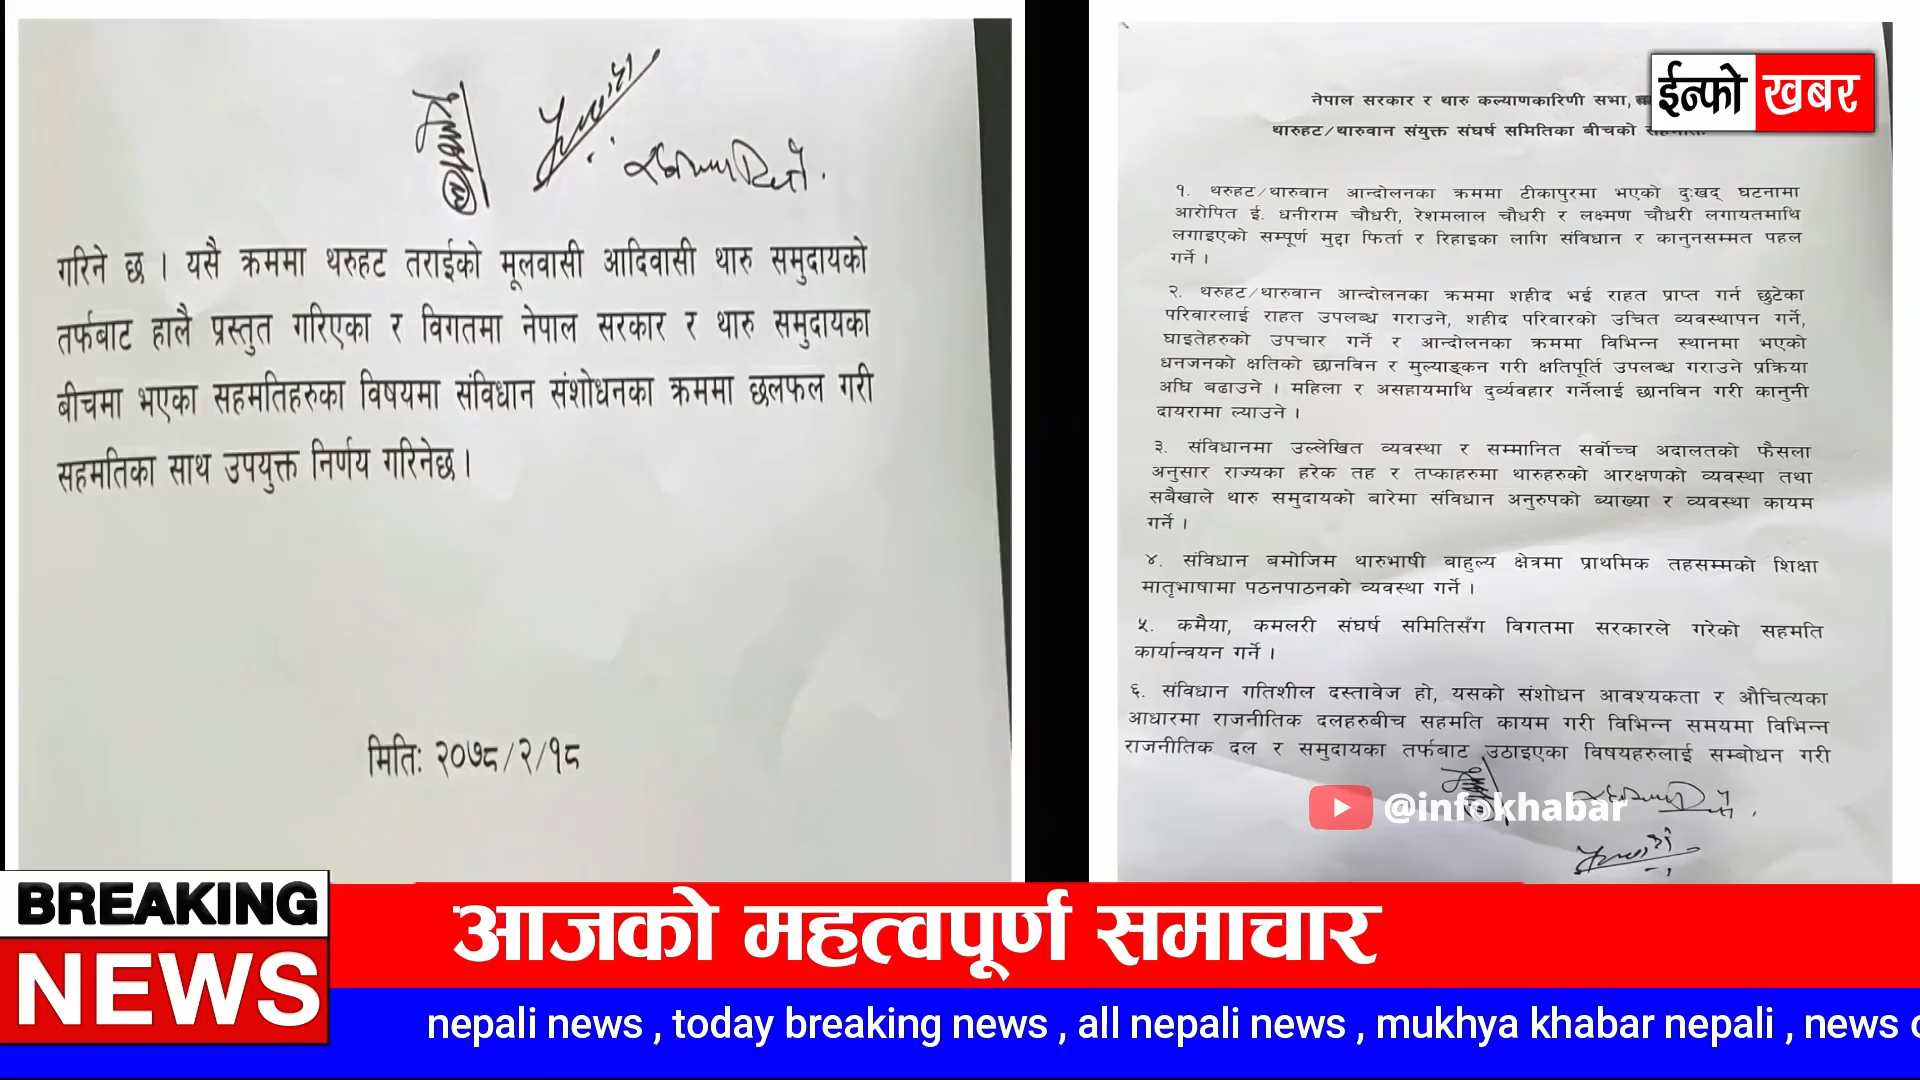 गरिने छ । यसै क्रममा थरुहट तराईको मूलवासी आदिवासी थारु समुदायको
तर्फबाट हालै प्रस्तुत गरिएका र विगतमा नेपाल सरकार र थारु समुदायका
बीचमा भएका सहमतिहरुका विषयमा संविधान संशोधनका क्रममा छलफल गरी
सहमतिका साथ उपयुक्त निर्णय गरिनेछ ।
मितिः २०७८/२/१८
ईन्फो खबर
नेपाल सरकार र थारु कल्याणकारिणी सभा,
थारुहट/थारुवान संयुक्त संघर्ष समितिका बीचको
१. थरुहट/थारुवान आन्दोलनका क्रममा टीकापुरमा भएको दुःखद् घटनामा
आरोपित ई. धनीराम चौधरी, रेशमलाल चौधरी र लक्ष्मण चौधरी लगायतमाथि
लगाइएको सम्पूर्ण मुद्दा फिर्ता र रिहाइका लागि संविधान र कानुनसम्मत पहल
गर्ने ।
२. थरुहट/थारुवान आन्दोलनका क्रममा शहीद भई राहत प्राप्त गर्न छुटेका
परिवारलाई राहत उपलब्ध गराउने, शहीद परिवारको उचित व्यवस्थापन गर्ने,
घाइतेहरुको उपचार गर्ने र आन्दोलनका क्रममा विभिन्न स्थानमा भएको
धनजनको क्षतिको छानविन र मुल्याङ्कन गरी क्षतिपूर्ति उपलब्ध गराउने प्रक्रिया
अघि बढाउने । महिला र असहायमाथि दुर्व्यवहार गर्नेलाई छानविन गरी कानुनी
दायरामा ल्याउने ।
३. संविधानमा उल्लेखित व्यवस्था र सम्मानित सर्वोच्च अदालतको फैसला
अनुसार राज्यका हरेक तह र तप्काहरुमा थारुहरुको आरक्षणको व्यवस्था तथा
सबैखाले थारु समुदायको बारेमा संविधान अनुरुपको ब्याख्या र व्यवस्था कायम
गर्ने ।
४. संविधान बमोजिम थारुभाषी बाहुल्य क्षेत्रमा प्राथमिक तहसम्मको शिक्षा
मातृभाषामा पठनपाठनको व्यवस्था गर्ने ।
५. कमैया, कमलरी संघर्ष समितिसँग विगतमा सरकारले गरेको सहमति
कार्यान्वयन गर्ने ।
६. संविधान गतिशील दस्तावेज हो, यसको संशोधन आवश्यकता र औचित्यका
आधारमा राजनीतिक दलहरुबीच सहमति कायम गरी विभिन्न समयमा विभिन्न
राजनीतिक दल र समुदायका तर्फबाट उठाइएका विषयहरुलाई सम्बोधन गरी
@infokhabar
BREAKING
NEWS
आजको महत्वपूर्ण समाचार
nepali news , today breaking news , all nepali news , mukhya khabar nepali , news